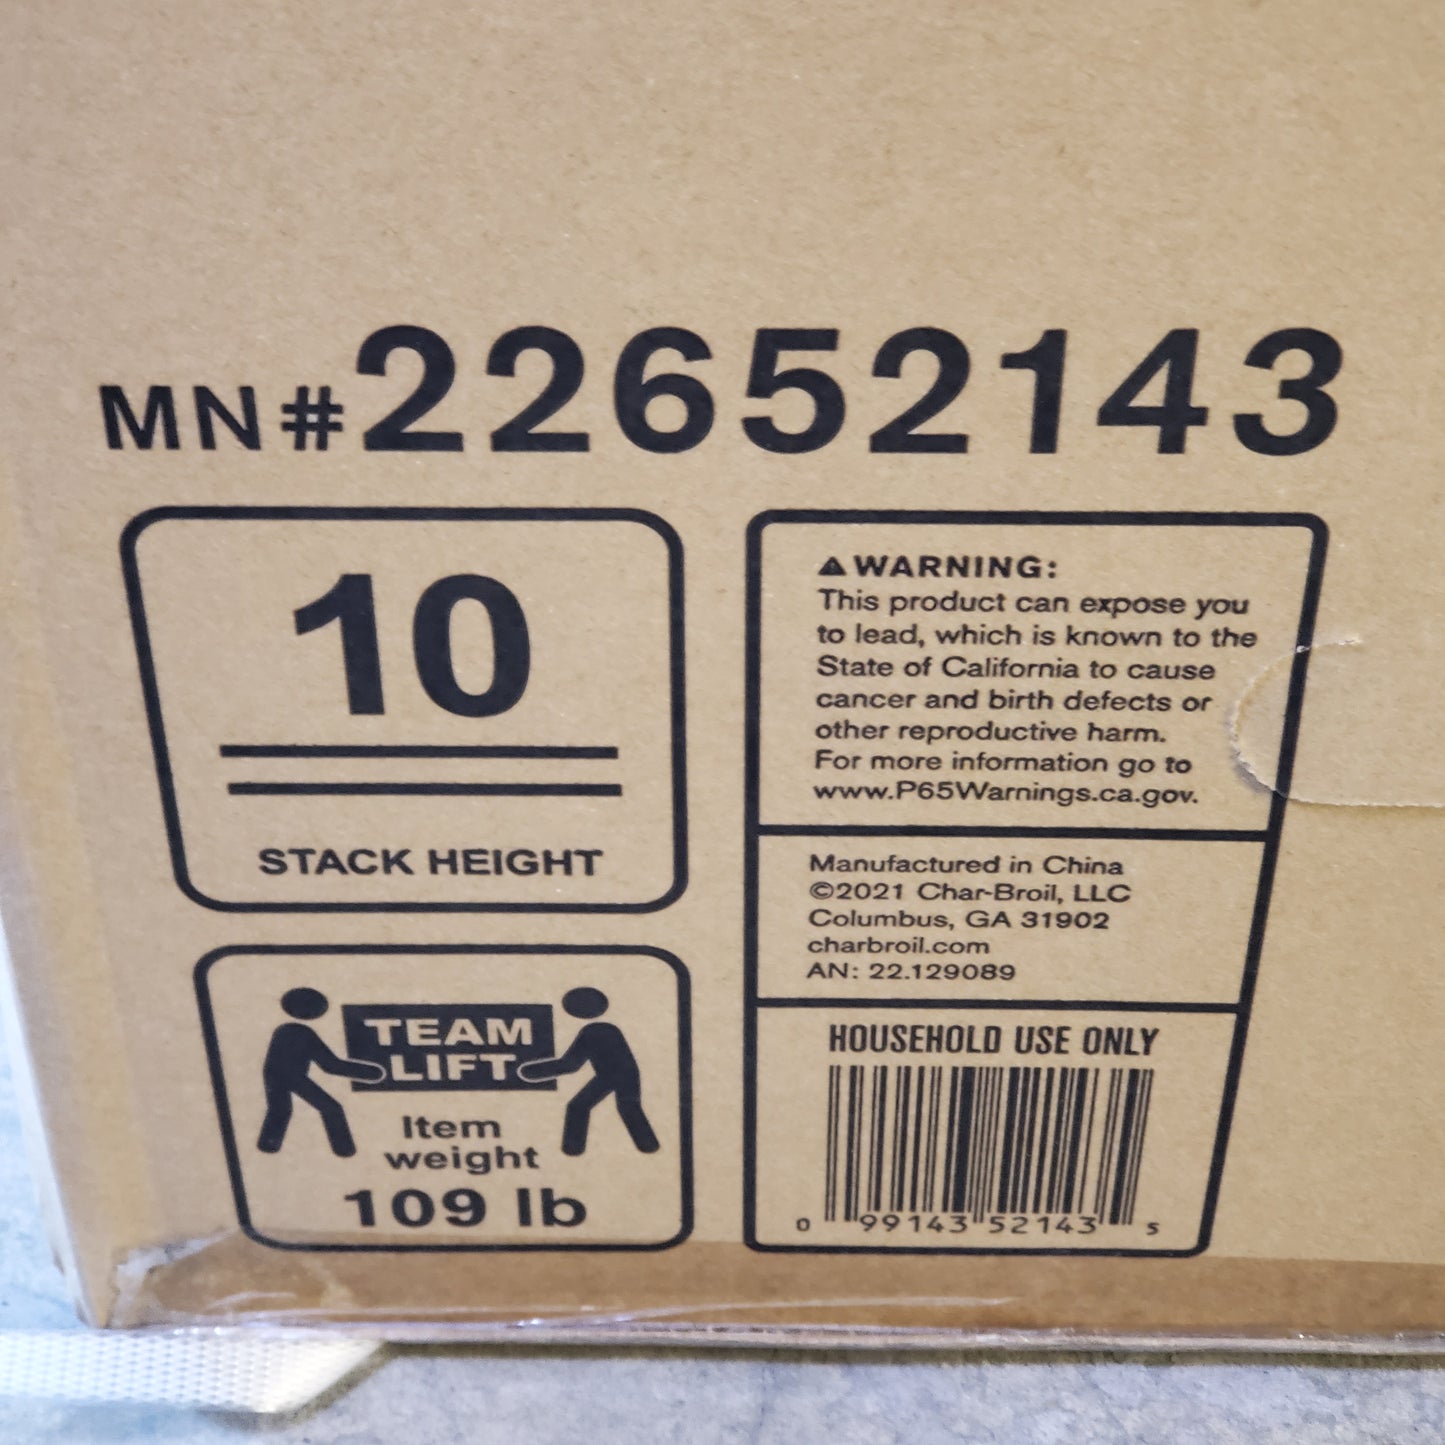 MN#22652143
10
STACK HEIGHT
TEAM
LIFT
Item
weight
109 lb
⚠WARNING:
This product can expose you
to lead, which is known to the
State of California to cause
cancer and birth defects or
other reproductive harm.
For more information go to
www.P65Warnings.ca.gov.
Manufactured in China
©2021 Char-Broil, LLC
Columbus, GA 31902
charbroil.com
AN: 22.129089
HOUSEHOLD USE ONLY
0 99143 52143 5